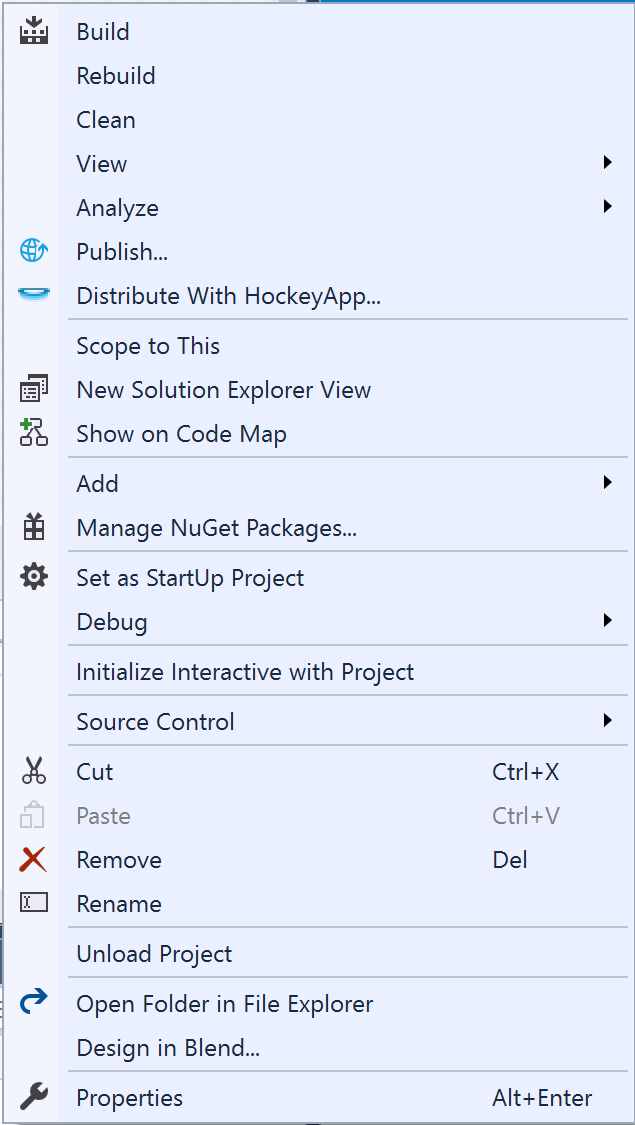 Build
Rebuild
Clean
View
Analyze
Publish...
Distribute With HockeyApp...
Scope to This
New Solution Explorer View
Show on Code Map
Add
Manage NuGet Packages...
Set as StartUp Project
Debug
Initialize Interactive with Project
Source Control
Cut Ctrl+X
Paste Ctrl+V
Remove Del
Rename
Unload Project
Open Folder in File Explorer
Design in Blend...
Properties Alt+Enter